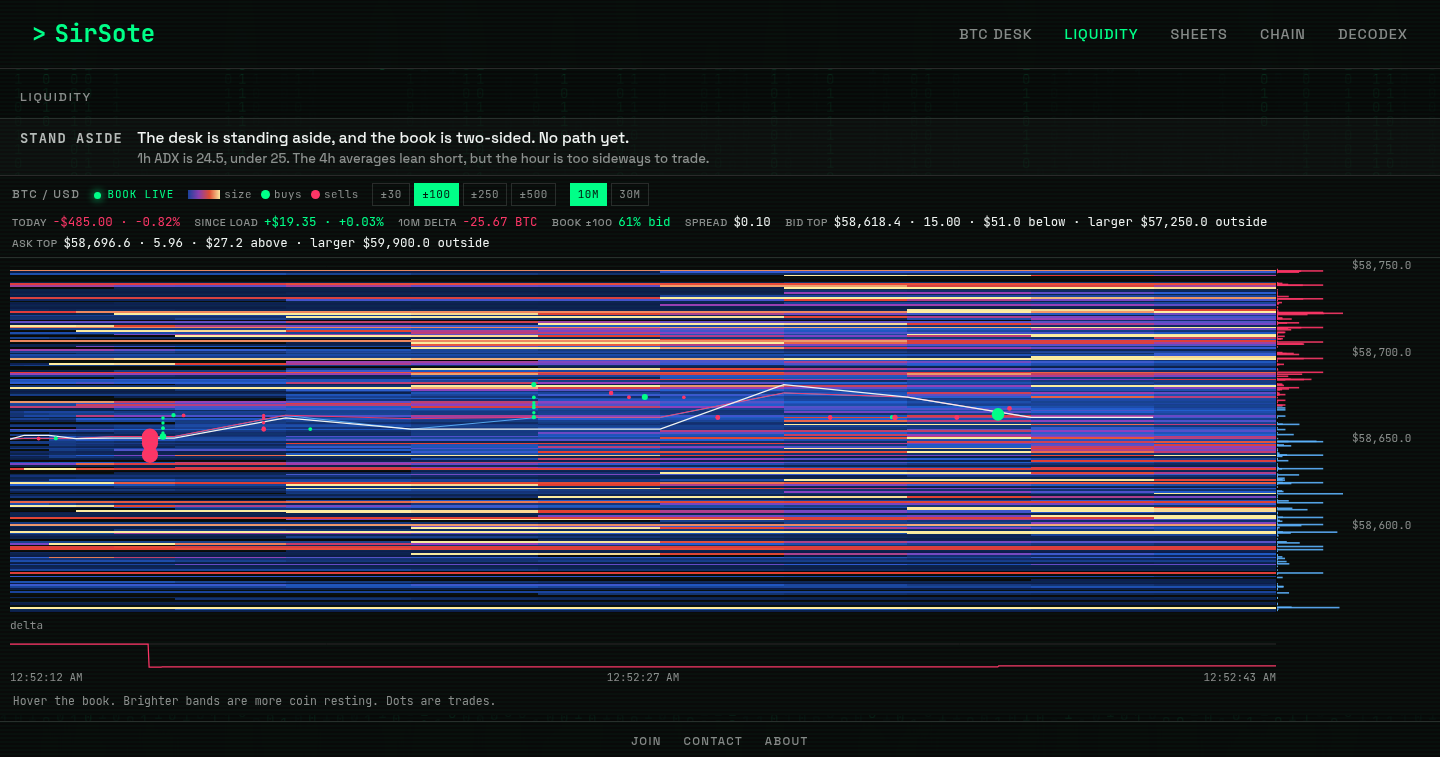 > SirSote
BTC DESK LIQUIDITY SHEETS CHAIN DECODEX
LIQUIDITY
STAND ASIDE The desk is standing aside, and the book is two-sided. No path yet.
1h ADX is 24.5, under 25. The 4h averages lean short, but the hour is too sideways to trade.
BTC / USD BOOK LIVE size buys sells ±30 ±100 ±250 ±500 10M 30M
TODAY -$485.00 · -0.82% SINCE LOAD +$19.35 · +0.03% 10M DELTA -25.67 BTC BOOK ±100 61% bid SPREAD $0.10 BID TOP $58,618.4 · 15.00 · $51.0 below · larger $57,250.0 outside
ASK TOP $58,696.6 · 5.96 · $27.2 above · larger $59,900.0 outside
$58,750.0
$58,700.0
$58,650.0
$58,600.0
delta
12:52:12 AM 12:52:27 AM 12:52:43 AM
Hover the book. Brighter bands are more coin resting. Dots are trades.
JOIN CONTACT ABOUT